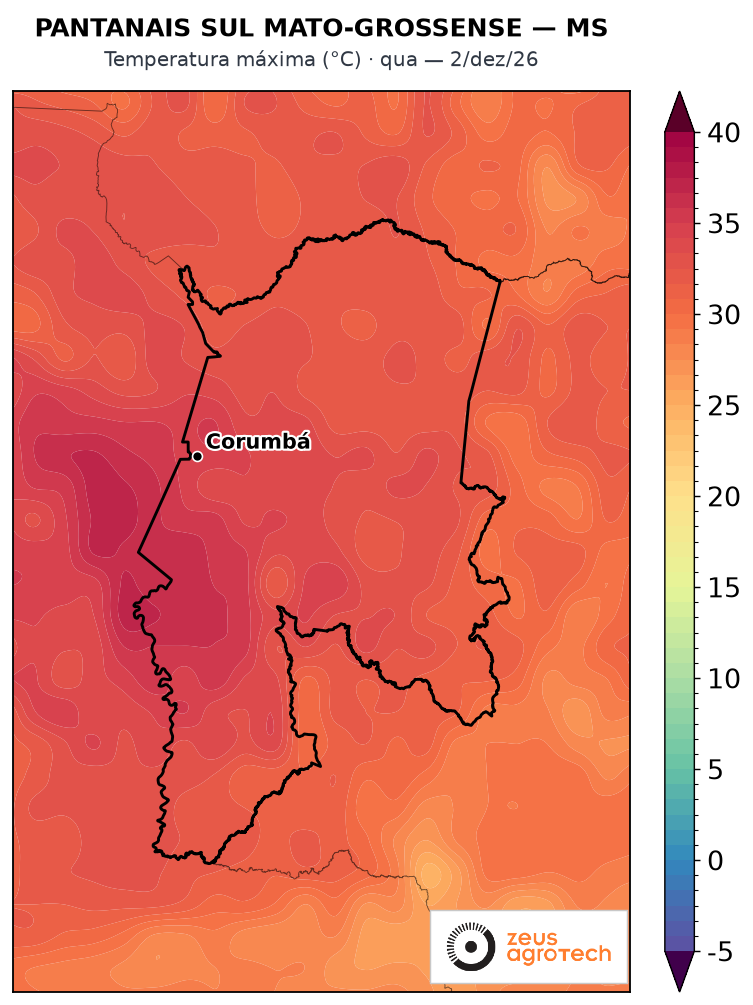 PANTANAIS SUL MATO-GROSSENSE — MS
Temperatura máxima (°C) · qua — 2/dez/26
40
35
30
25
20
15
10
5
0
-5
Corumbá
zeus
agrotech